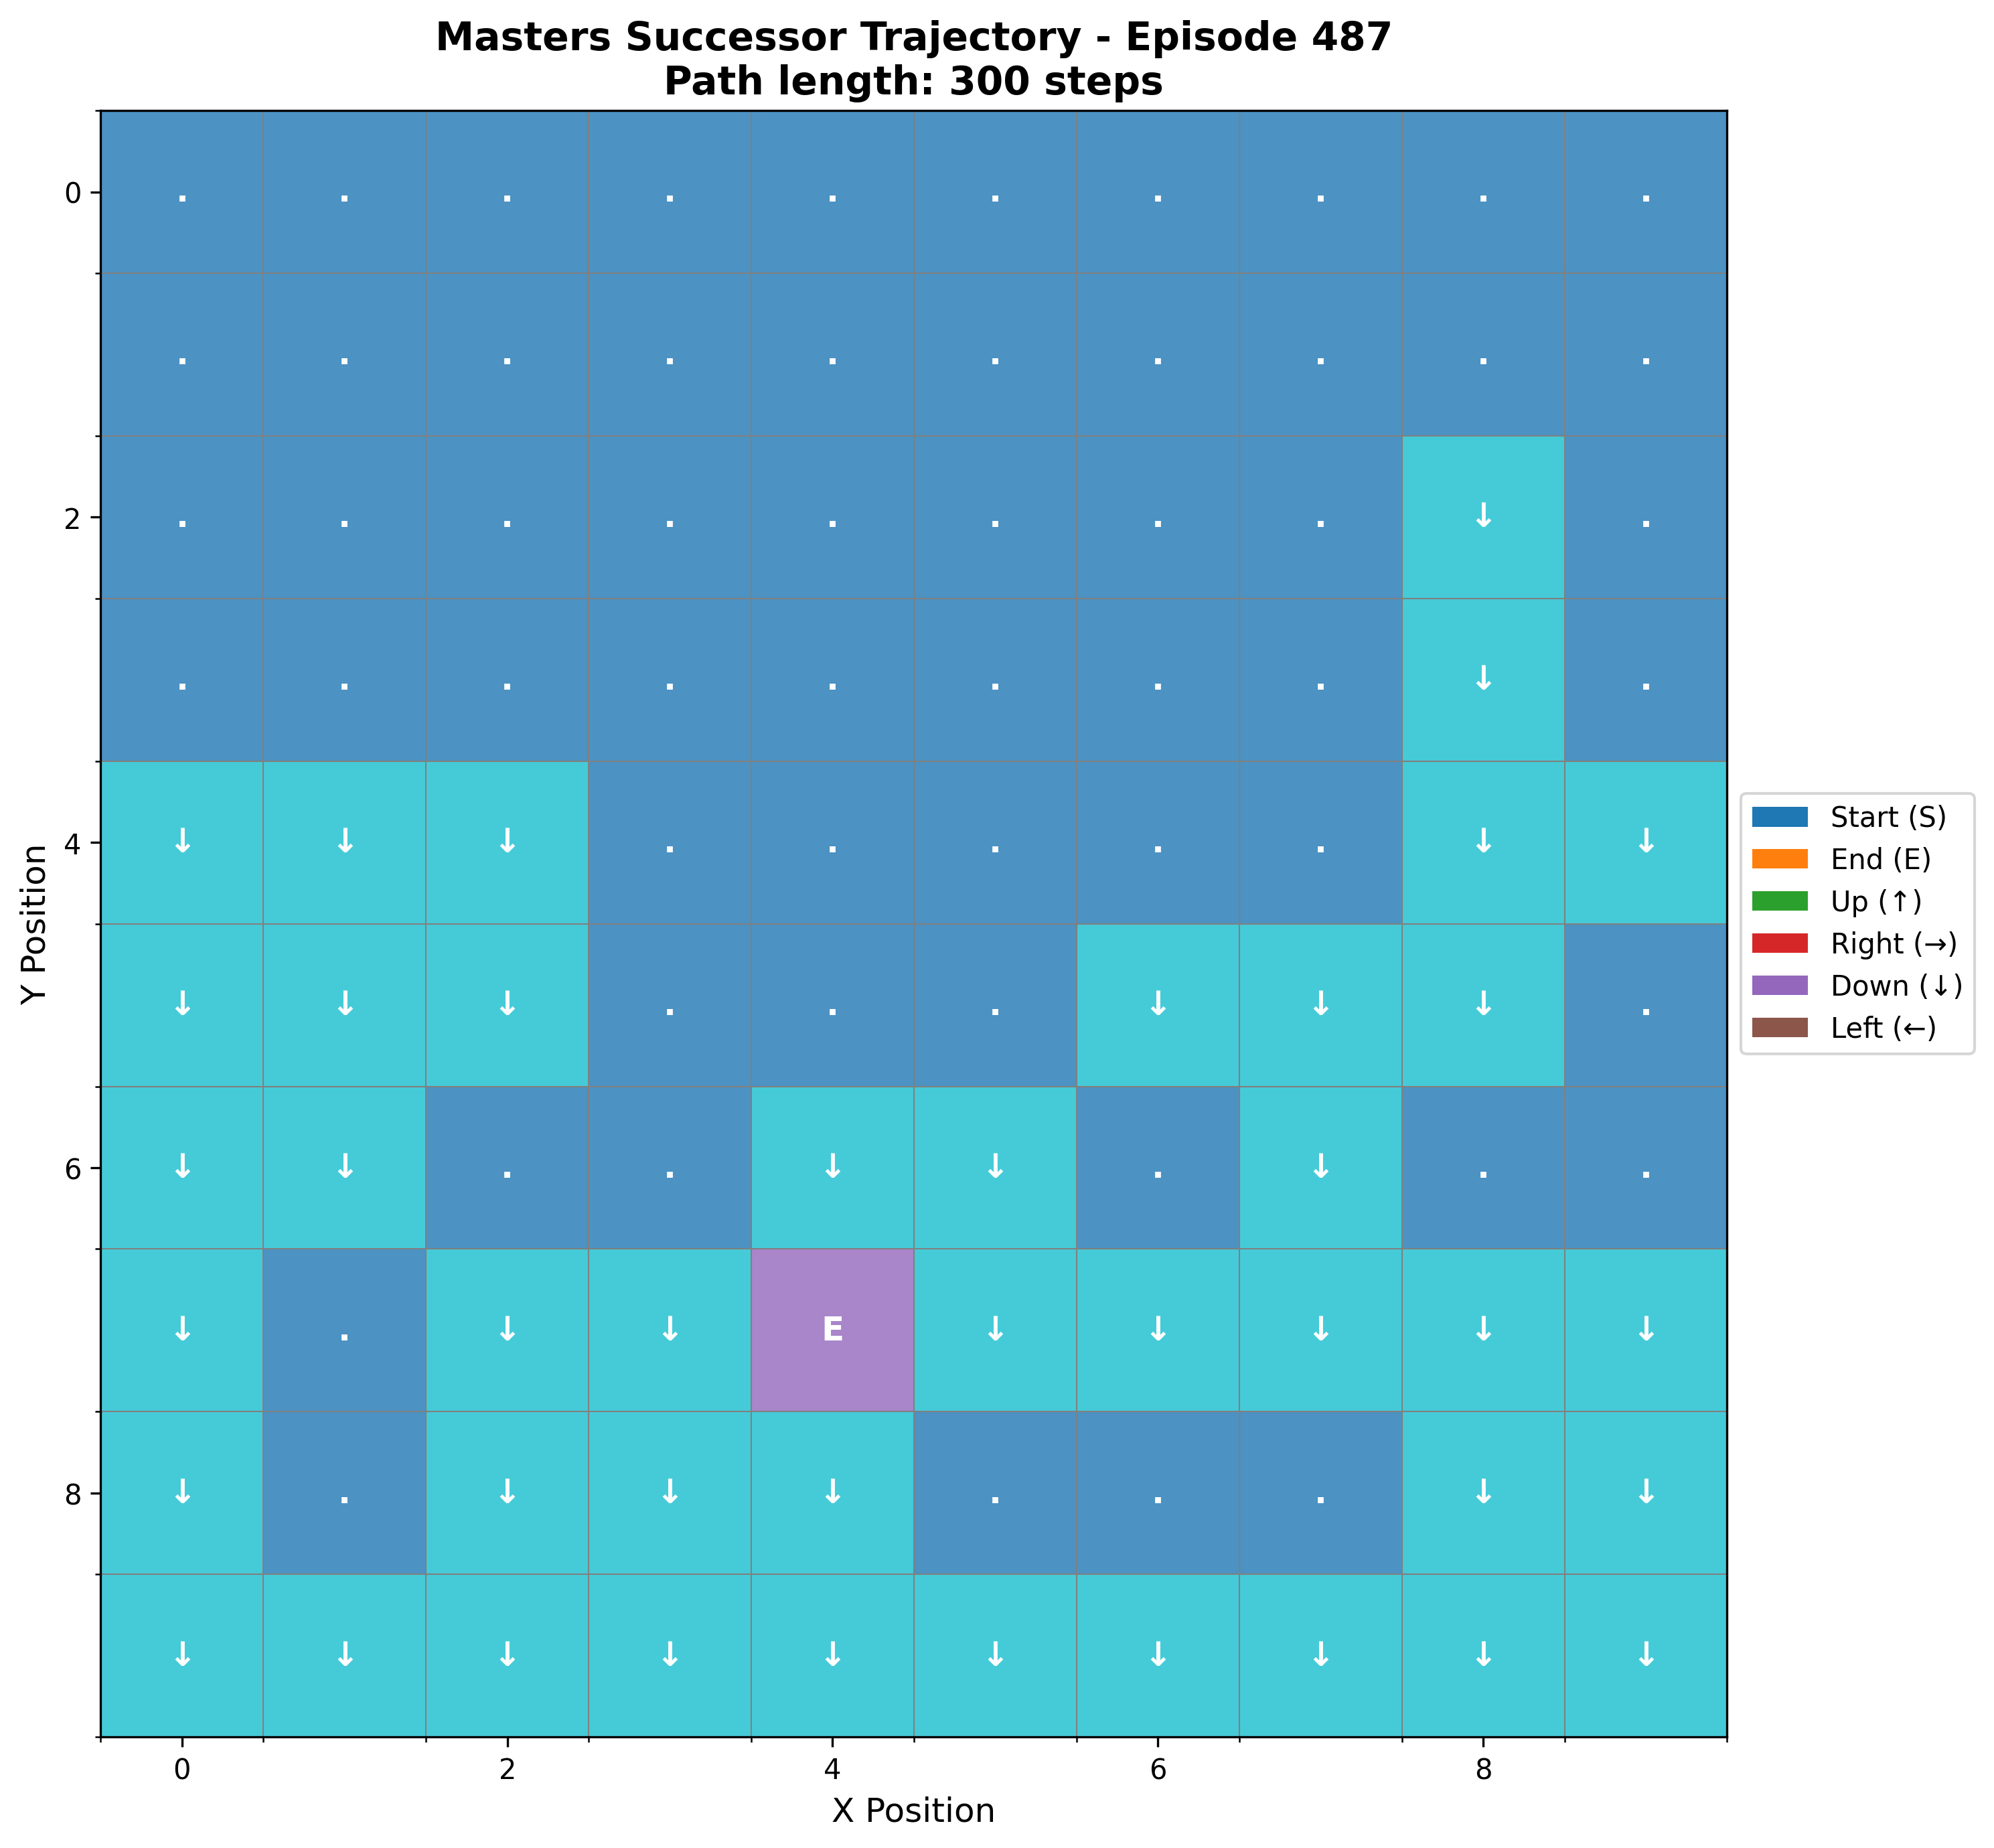 Masters Successor Trajectory - Episode 487
Path length: 300 steps
0 . . . . . . . . . .
. . . . . . . . . .
2 . . . . . . . . ↓ .
. . . . . . . . ↓ .
4 ↓ ↓ ↓ . . . . . ↓ ↓
↓ ↓ ↓ . . . ↓ ↓ ↓ .
6 ↓ ↓ . . ↓ ↓ . ↓ . .
↓ . ↓ ↓ E ↓ ↓ ↓ ↓ ↓
8 ↓ . ↓ ↓ ↓ . . . ↓ ↓
↓ ↓ ↓ ↓ ↓ ↓ ↓ ↓ ↓ ↓
0 2 4 6 8
X Position
Y Position
Start (S)
End (E)
Up (↑)
Right (→)
Down (↓)
Left (←)